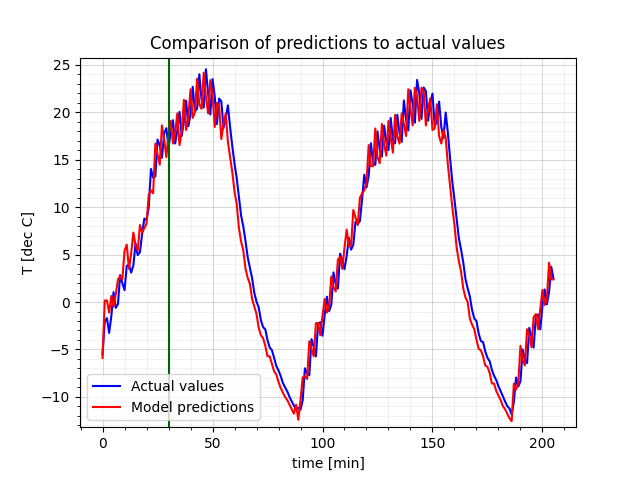 Comparison of predictions to actual values
25
20
15
10
5
0
−5
−10
T [dec C]
Actual values
Model predictions
0 50 100 150 200
time [min]